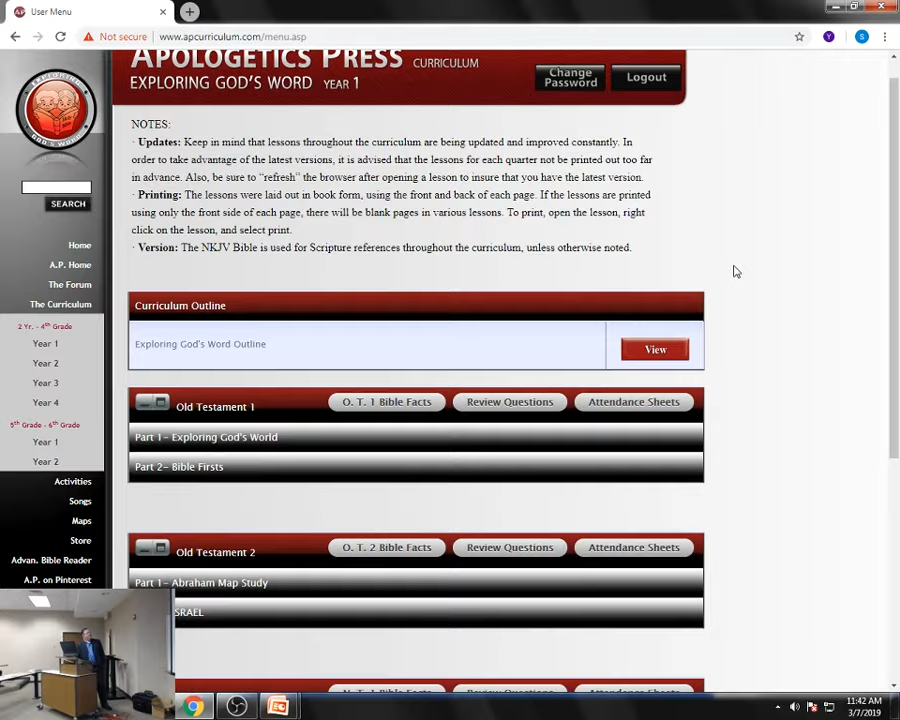 User Menu
Not secure | www.apcurriculum.com/menu.asp
APOLOGETICS PRESS CURRICULUM
EXPLORING GOD'S WORD YEAR 1
Change Password
Logout
NOTES:
· Updates: Keep in mind that lessons throughout the curriculum are being updated and improved constantly. In
order to take advantage of the latest versions, it is advised that the lessons for each quarter not be printed out too far
in advance. Also, be sure to "refresh" the browser after opening a lesson to insure that you have the latest version.
· Printing: The lessons were laid out in book form, using the front and back of each page. If the lessons are printed
using only the front side of each page, there will be blank pages in various lessons. To print, open the lesson, right
click on the lesson, and select print.
· Version: The NKJV Bible is used for Scripture references throughout the curriculum, unless otherwise noted.
SEARCH
Home
A.P. Home
The Forum
The Curriculum
2 Yr. - 4th Grade
Year 1
Year 2
Year 3
Year 4
5th Grade - 6th Grade
Year 1
Year 2
Activities
Songs
Maps
Store
Advan. Bible Reader
A.P. on Pinterest
Curriculum Outline
Exploring God's Word Outline
View
Old Testament 1
O. T. 1 Bible Facts
Review Questions
Attendance Sheets
Part 1- Exploring God's World
Part 2- Bible Firsts
Old Testament 2
O. T. 2 Bible Facts
Review Questions
Attendance Sheets
Part 1- Abraham Map Study
SRAEL
N. T. 1 Bible Facts
Review Questions
Attendance Sheets
11:42 AM
3/7/2019